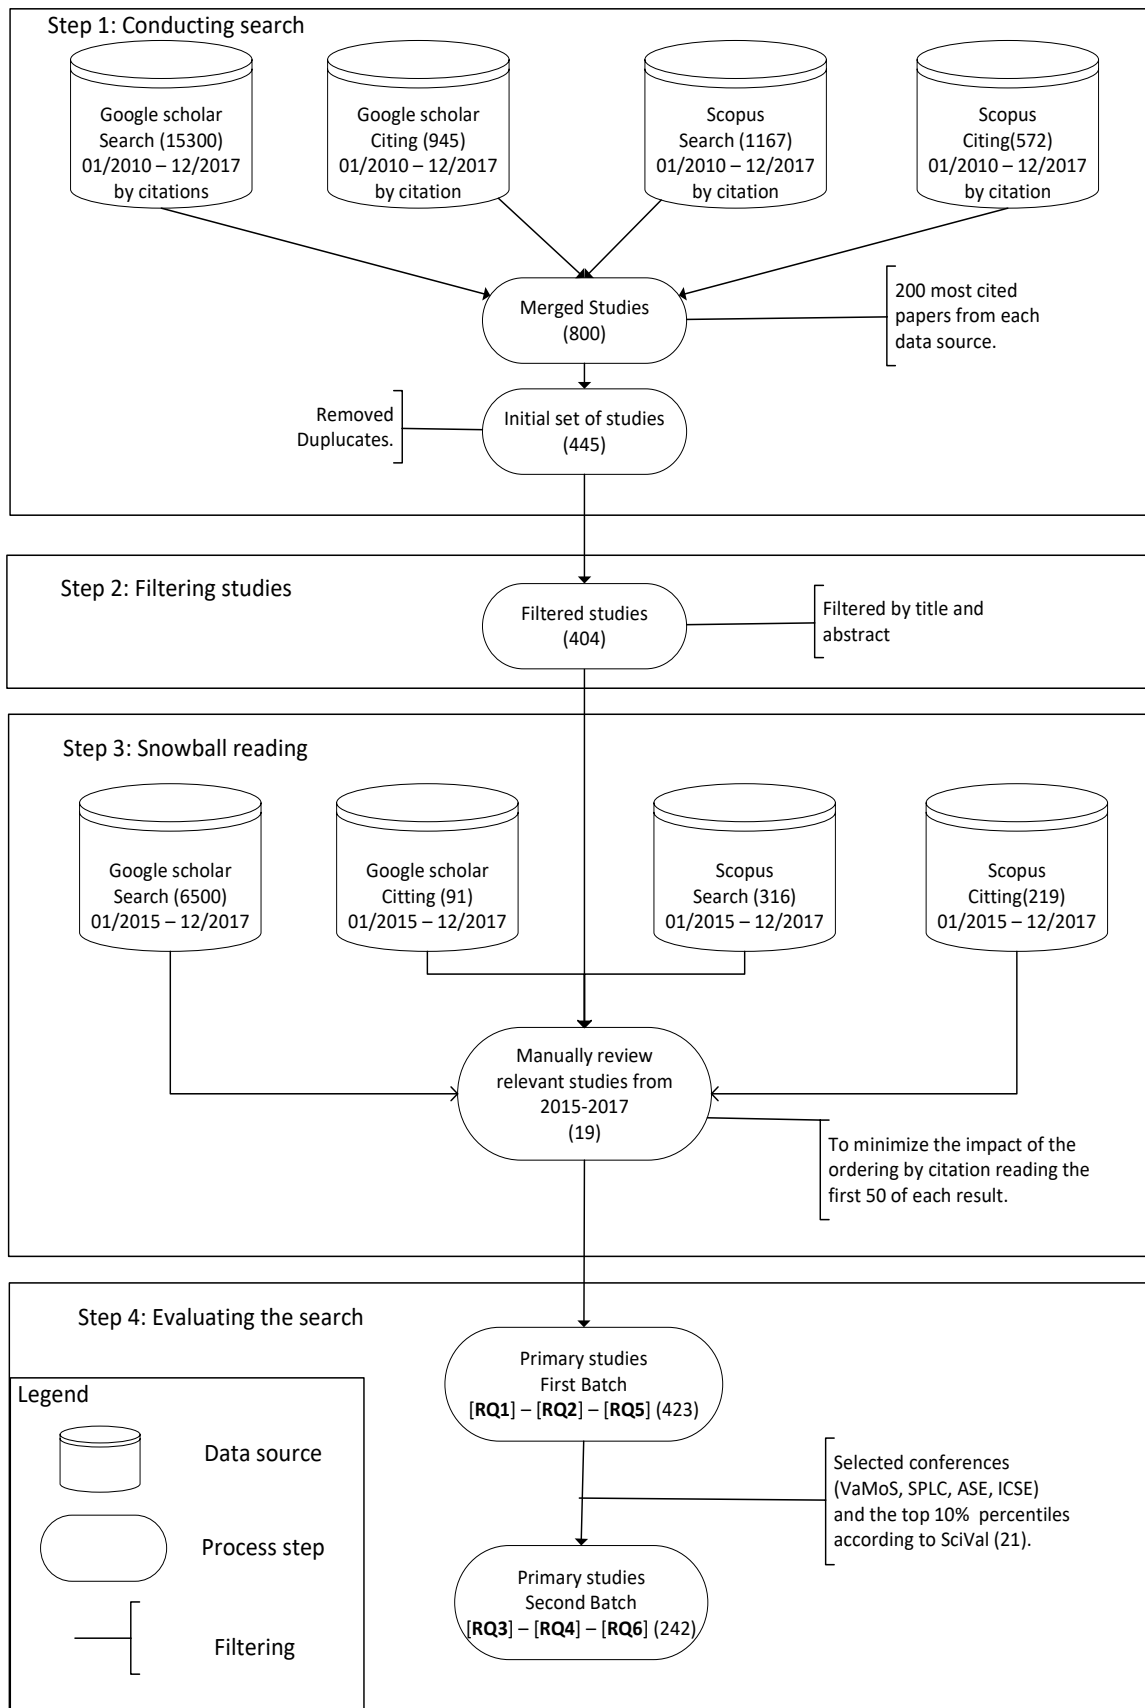 Step 1: Conducting search
Google scholar
Search (15300)
01/2010 – 12/2017
by citations
Google scholar
Citing (945)
01/2010 – 12/2017
by citation
Scopus
Search (1167)
01/2010 – 12/2017
by citation
Scopus
Citing(572)
01/2010 – 12/2017
by citation
Merged Studies
(800)
200 most cited
papers from each
data source.
Removed
Duplucates.
Initial set of studies
(445)
Step 2: Filtering studies
Filtered studies
(404)
Filtered by title and
abstract
Step 3: Snowball reading
Google scholar
Search (6500)
01/2015 – 12/2017
Google scholar
Citting (91)
01/2015 – 12/2017
Scopus
Search (316)
01/2015 – 12/2017
Scopus
Citting(219)
01/2015 – 12/2017
Manually review
relevant studies from
2015-2017
(19)
To minimize the impact of the
ordering by citation reading the
first 50 of each result.
Step 4: Evaluating the search
Primary studies
First Batch
[RQ1] – [RQ2] – [RQ5] (423)
Selected conferences
(VaMoS, SPLC, ASE, ICSE)
and the top 10% percentiles
according to SciVal (21).
Primary studies
Second Batch
[RQ3] – [RQ4] – [RQ6] (242)
Legend
Data source
Process step
Filtering